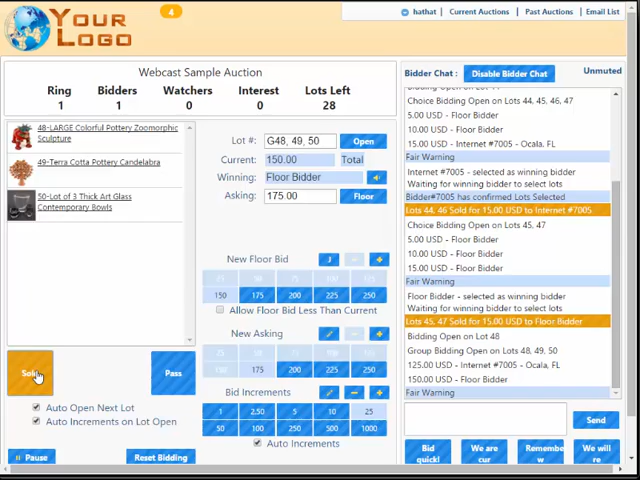 YOUR LOGO
4
hathat
Current Auctions
Past Auctions
Email List
Webcast Sample Auction
Ring Bidders Watchers Interest Lots Left
1 1 0 0 28
48-LARGE Colorful Pottery Zoomorphic
Sculpture
49-Terra Cotta Pottery Candelabra
50-Lot of 3 Thick Art Glass
Contemporary Bowls
Sold
Pass
Auto Open Next Lot
Auto Increments on Lot Open
Pause
Reset Bidding
Lot #: G48, 49, 50 Open
Current: 150.00 Total
Winning: Floor Bidder
Asking: 175.00 Floor
New Floor Bid
150 175 200 225 250
Allow Floor Bid Less Than Current
New Asking
150 175 200 225 250
Bid Increments
1 2.50 5 10 25
50 100 250 500 1000
Auto Increments
Bidder Chat :
Disable Bidder Chat
Unmuted
Bidding Open on Lot 44
Choice Bidding Open on Lots 44, 45, 46, 47
5.00 USD - Floor Bidder
10.00 USD - Floor Bidder
15.00 USD - Internet #7005 - Ocala, FL
Fair Warning
Internet #7005 - selected as winning bidder
Waiting for winning bidder to select lots
Bidder#7005 has confirmed Lots Selected
Lots 44, 46 Sold for 15.00 USD to Internet #7005
Choice Bidding Open on Lots 45, 47
5.00 USD - Floor Bidder
10.00 USD - Floor Bidder
15.00 USD - Floor Bidder
Fair Warning
Floor Bidder - selected as winning bidder
Waiting for winning bidder to select lots
Lots 45, 47 Sold for 15.00 USD to Floor Bidder
Bidding Open on Lot 48
Group Bidding Open on Lots 48, 49, 50
125.00 USD - Internet #7005 - Ocala, FL
150.00 USD - Floor Bidder
Fair Warning
Send
Bid
quick!
We are
cur
Remembe
w
We will
re